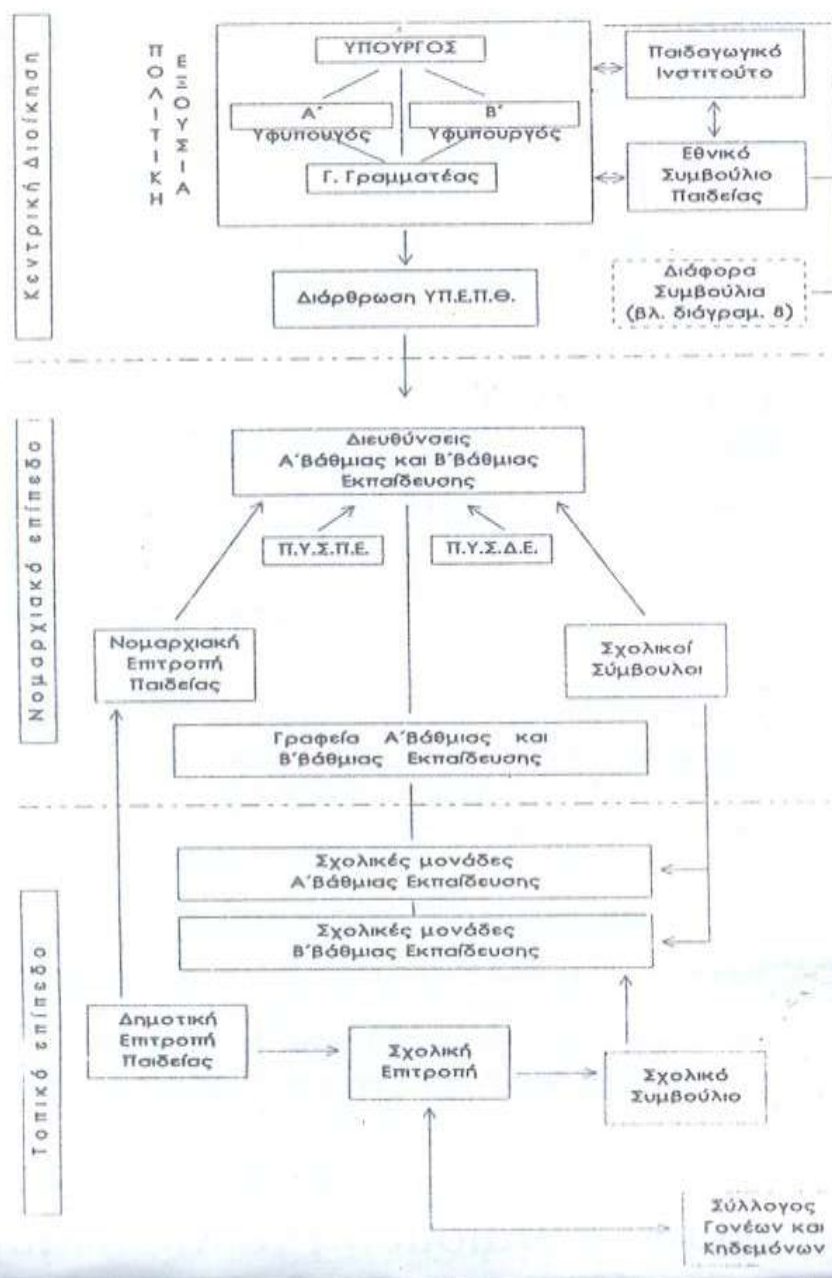 Κεντρική Διοίκηση
ΠΟΛΙΤΙΚΗ
ΕΞΟΥΣΙΑ
ΥΠΟΥΡΓΟΣ
Α΄
Υφυπουγός
Β΄
Υφυπουργός
Γ. Γραμματέας
Παιδαγωγικό
Ινστιτούτο
Εθνικό
Συμβούλιο
Παιδείας
Διάρθρωση ΥΠ.Ε.Π.Θ.
Διάφορα
Συμβούλια
(βλ. διάγραμ. 8)
Νομαρχιακό επίπεδο
Διευθύνσεις
Α΄βάθμιας και Β΄βάθμιας
Εκπαίδευσης
Π.Υ.Σ.Π.Ε.
Π.Υ.Σ.Δ.Ε.
Νομαρχιακή
Επιτροπή
Παιδείας
Σχολικοί
Σύμβουλοι
Γραφεία Α΄βάθμιας και
Β΄βάθμιας Εκπαίδευσης
Τοπικό επίπεδο
Σχολικές μονάδες
Α΄βάθμιας Εκπαίδευσης
Σχολικές μονάδες
Β΄βάθμιας Εκπαίδευσης
Δημοτική
Επιτροπή
Παιδείας
Σχολική
Επιτροπή
Σχολικό
Συμβούλιο
Σύλλογος
Γονέων και
Κηδεμόνων